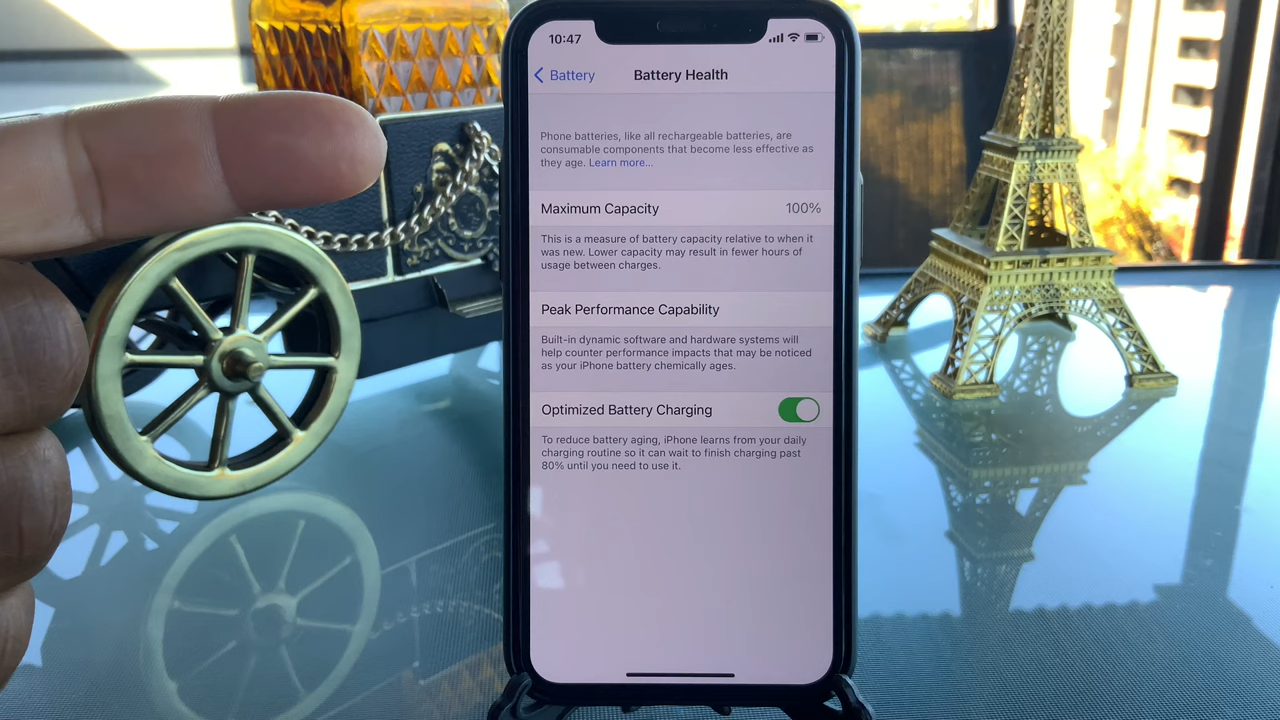 10:47
Battery
Battery Health
Phone batteries, like all rechargeable batteries, are
consumable components that become less effective as
they age. Learn more...
Maximum Capacity 100%
This is a measure of battery capacity relative to when it
was new. Lower capacity may result in fewer hours of
usage between charges.
Peak Performance Capability
Built-in dynamic software and hardware systems will
help counter performance impacts that may be noticed
as your iPhone battery chemically ages.
Optimized Battery Charging
To reduce battery aging, iPhone learns from your daily
charging routine so it can wait to finish charging past
80% until you need to use it.